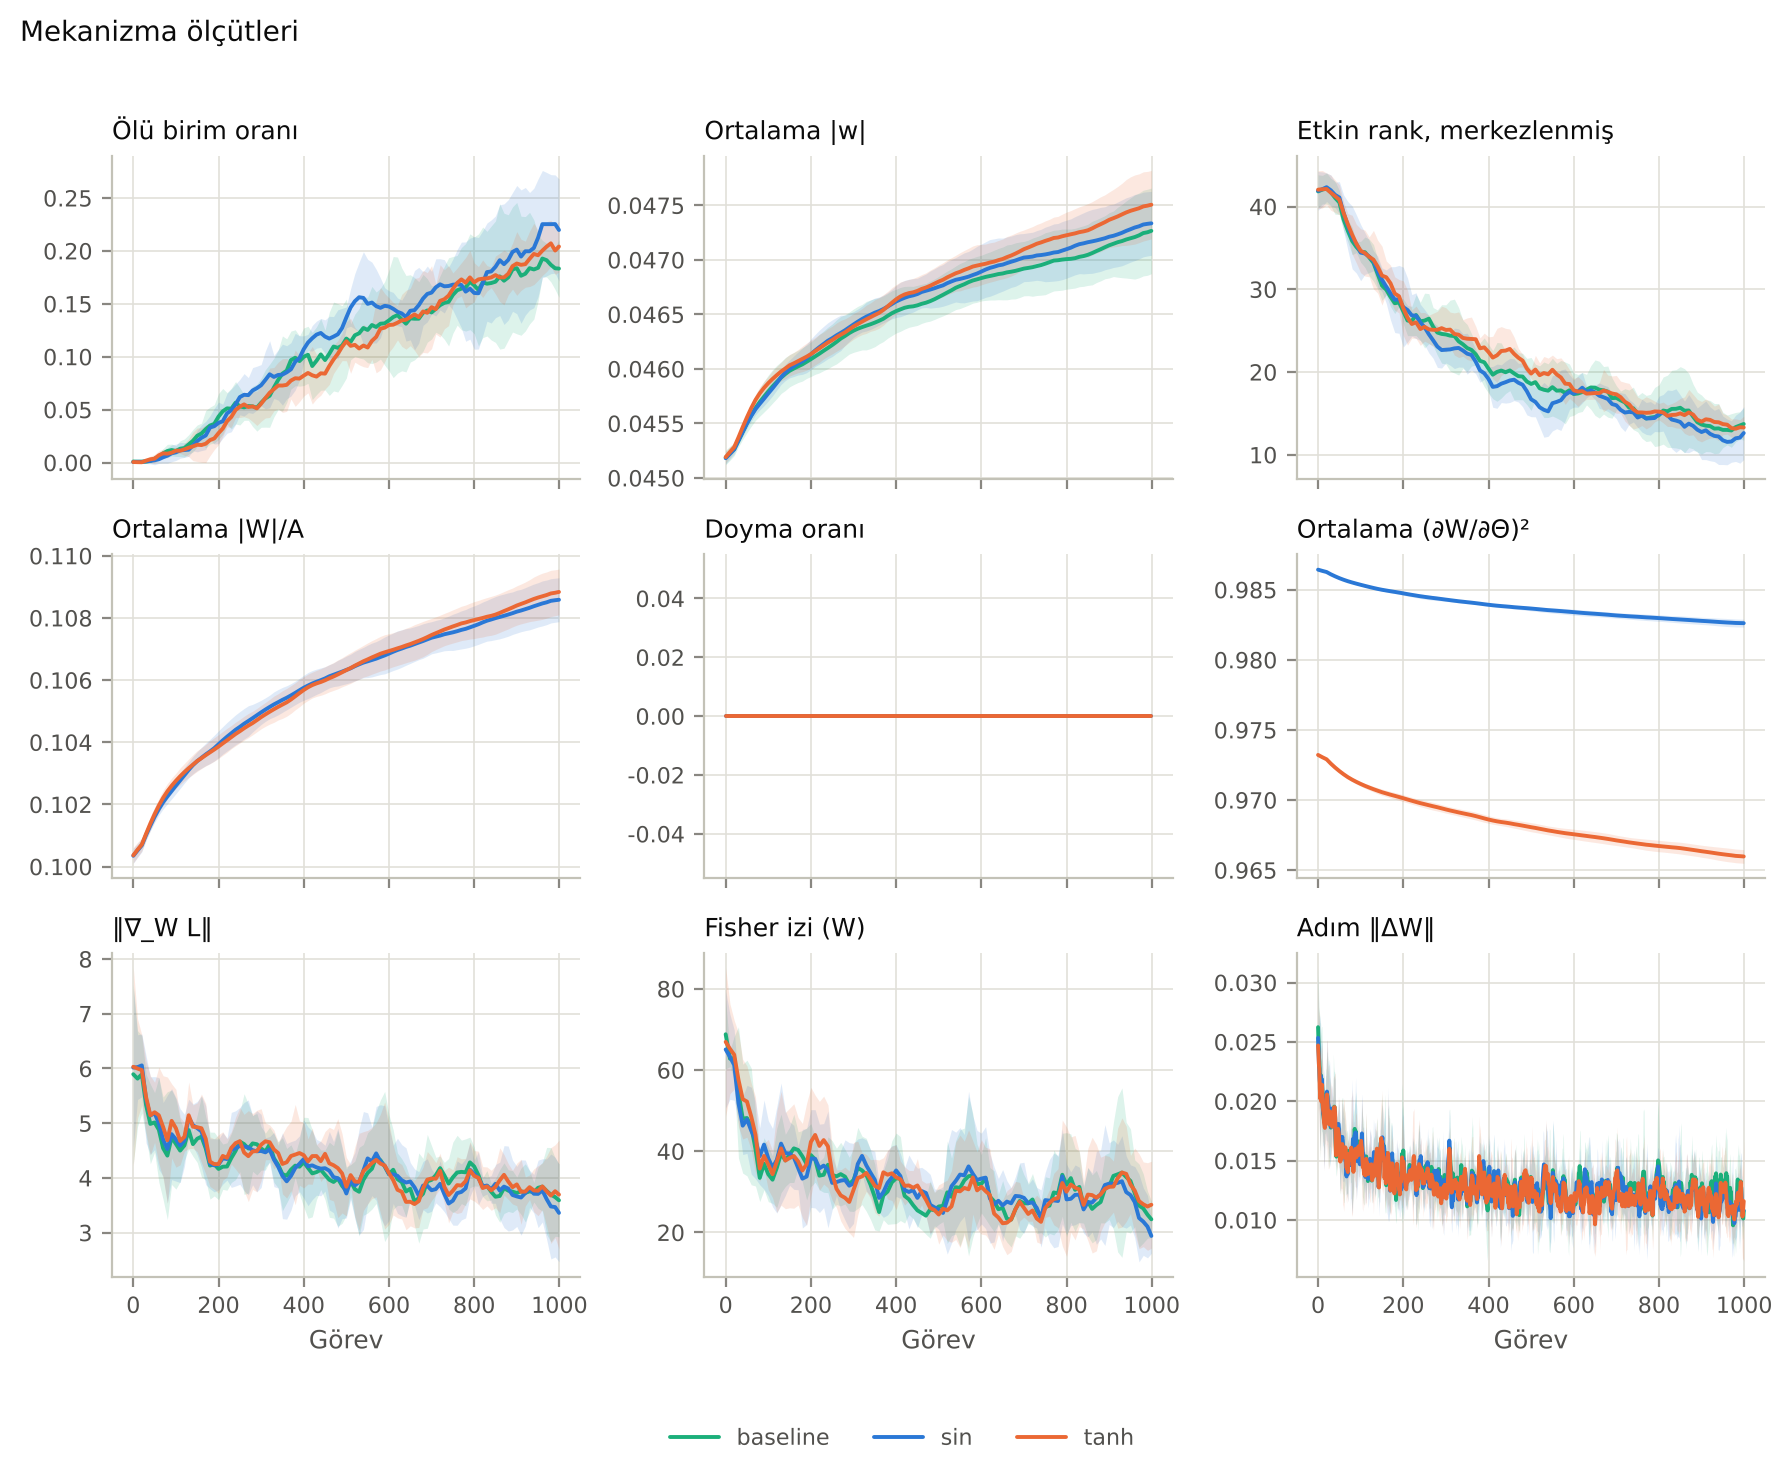 Mekanizma ölçütleri
Ölü birim oranı
Ortalama |w|
Etkin rank, merkezlenmiş
0.25
0.20
0.15
0.10
0.05
0.00
0.0475
0.0470
0.0465
0.0460
0.0455
0.0450
40
30
20
10
Ortalama |W|/A
Doyma oranı
Ortalama (∂W/∂Θ)²
0.110
0.108
0.106
0.104
0.102
0.100
0.04
0.02
0.00
-0.02
-0.04
0.985
0.980
0.975
0.970
0.965
‖∇_W L‖
Fisher izi (W)
Adım ‖ΔW‖
8
7
6
5
4
3
80
60
40
20
0.030
0.025
0.020
0.015
0.010
0 200 400 600 800 1000
0 200 400 600 800 1000
0 200 400 600 800 1000
Görev
Görev
Görev
baseline sin tanh